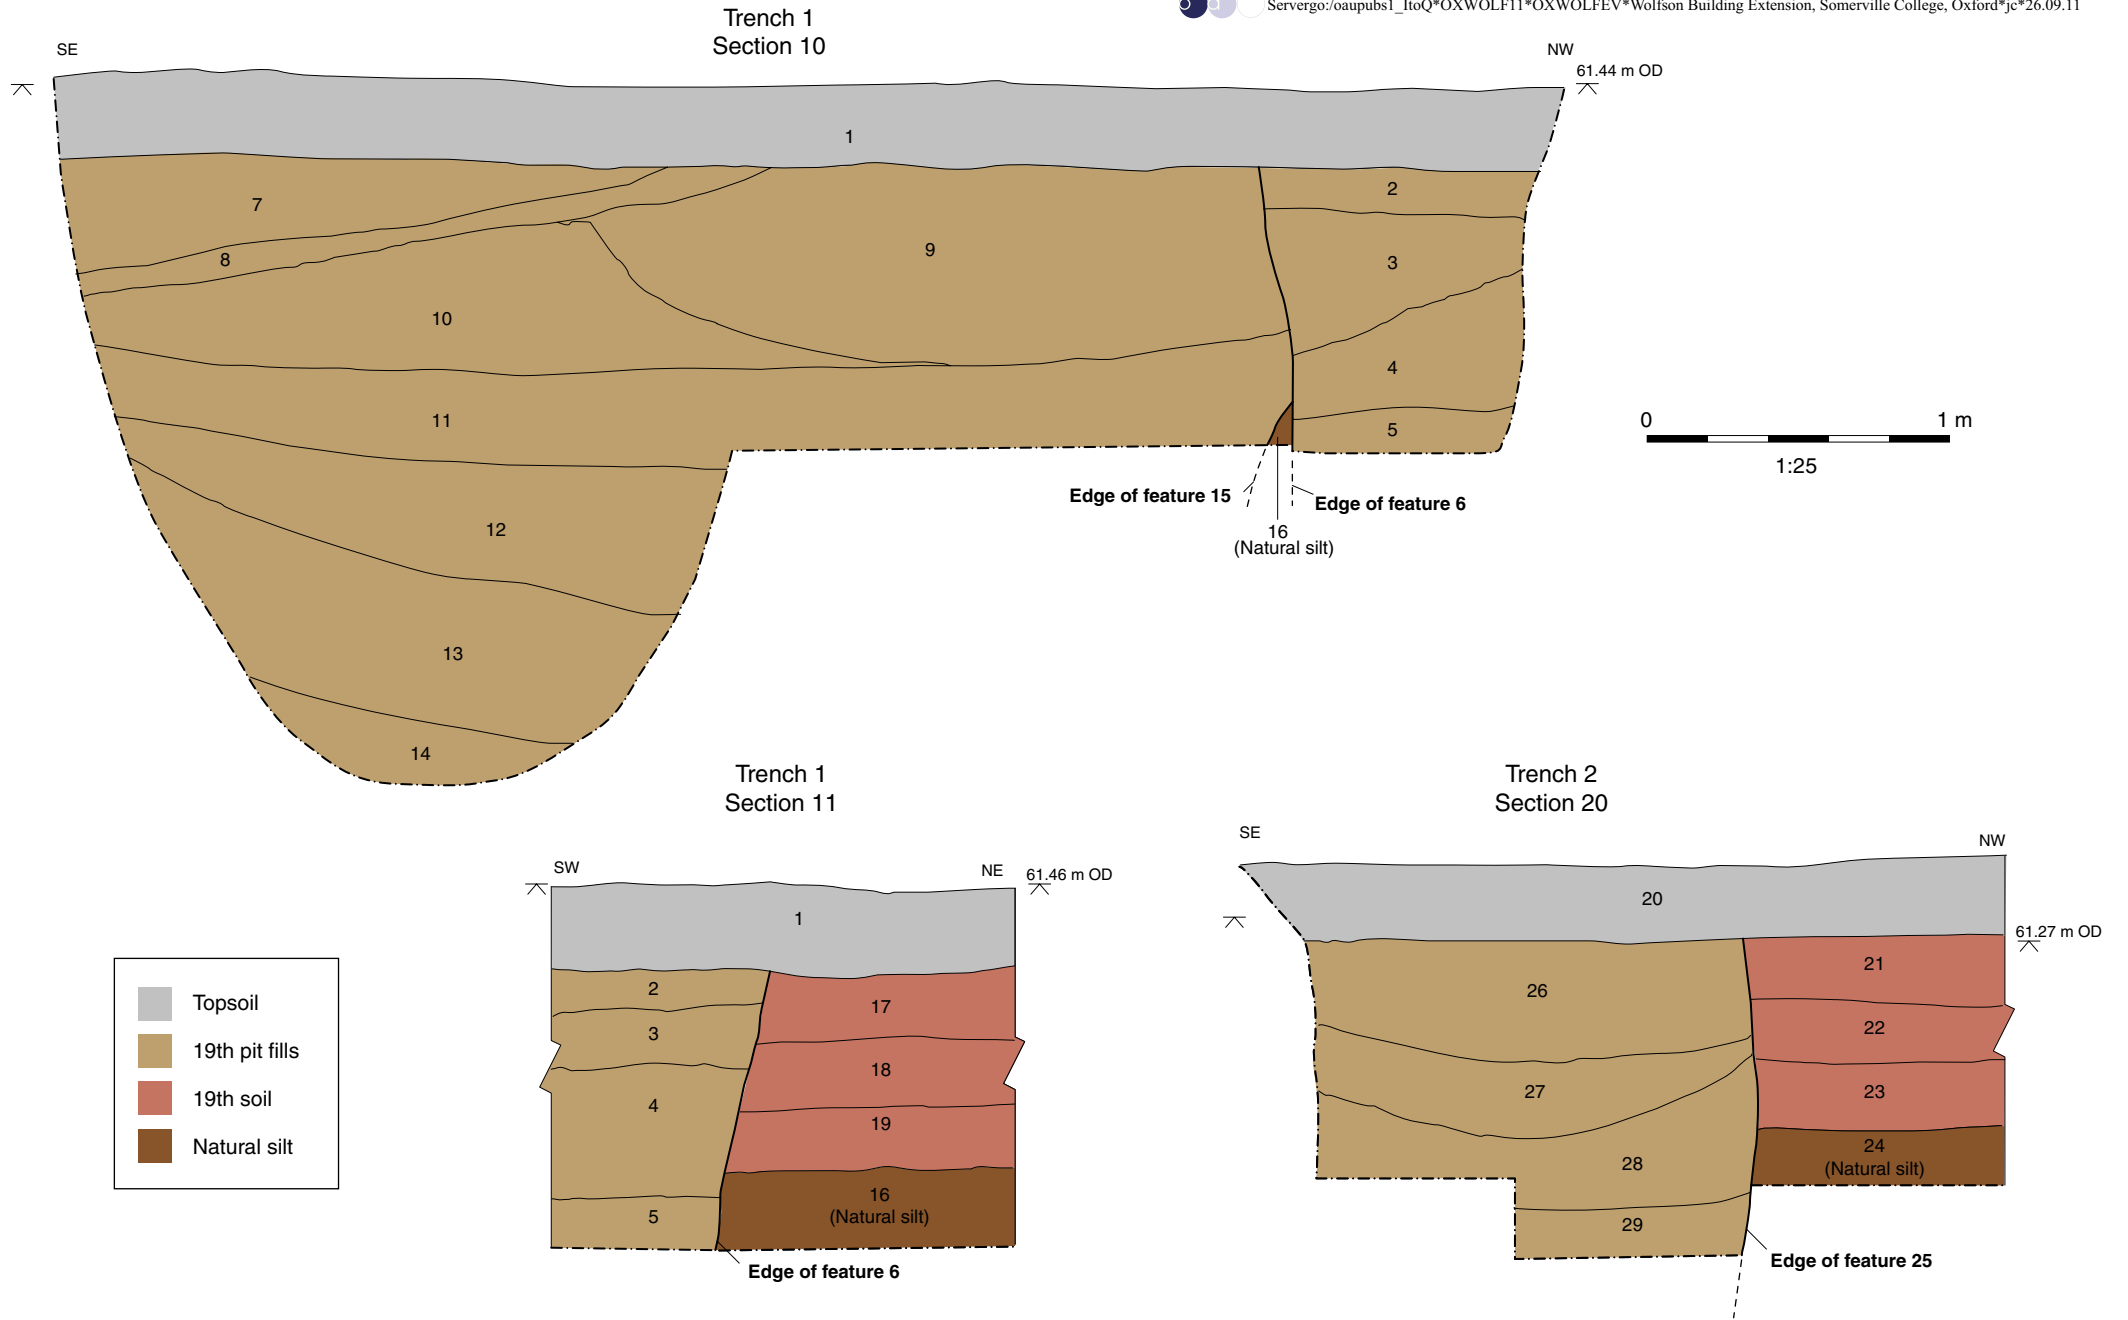 Servergo:/oaupubs1_ItoQ*OXWOLF11*OXWOLFEV*Wolfson Building Extension, Somerville College, Oxford*jc*26.09.11
Trench 1
Section 10
SE
NW
61.44 m OD
1
2
7
9
8
3
10
4
11
5
0
1 m
1:25
Edge of feature 15
Edge of feature 6
16
(Natural silt)
12
13
14
Trench 1
Section 11
SW
NE
61.46 m OD
1
2
17
3
18
4
19
16
(Natural silt)
5
Edge of feature 6
Trench 2
Section 20
SE
NW
20
61.27 m OD
21
26
22
27
23
24
(Natural silt)
28
29
Edge of feature 25
Topsoil
19th pit fills
19th soil
Natural silt